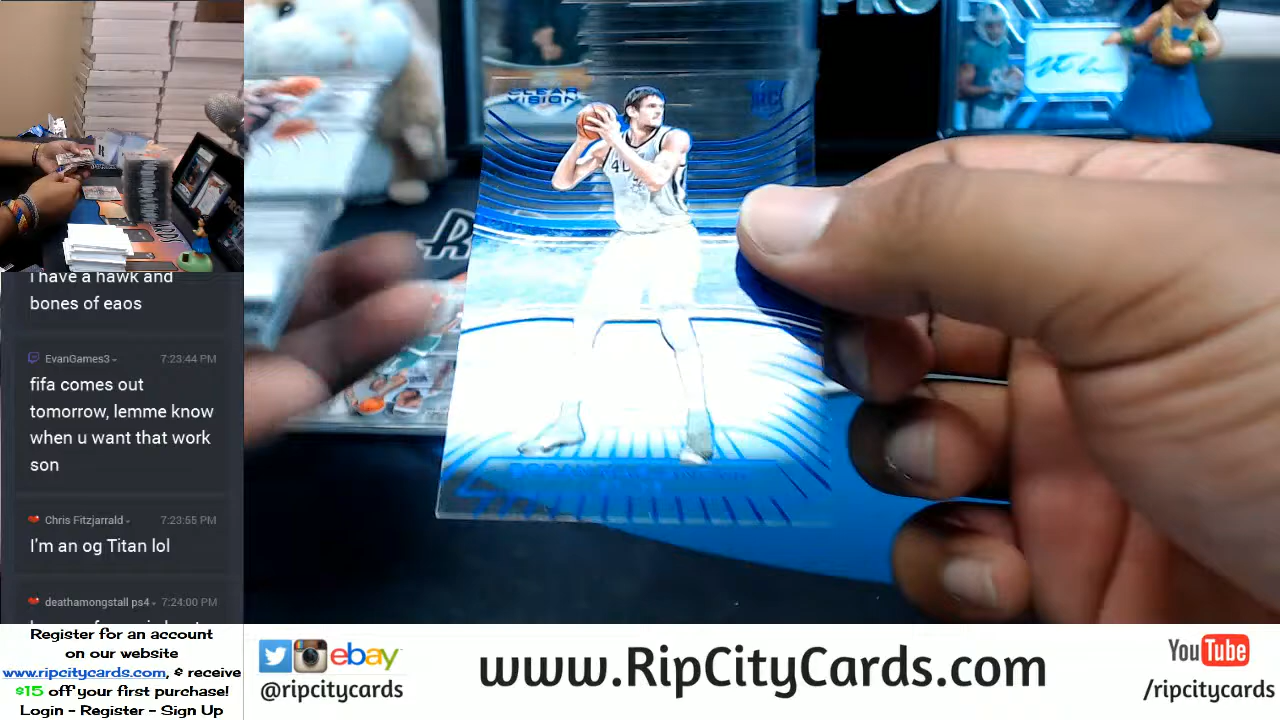 i have a hawk and
bones of eaos
EvanGames3
7:23:44 PM
fifa comes out
tomorrow, lemme know
when u want that work
son
Chris Fitzjarrald
7:23:55 PM
I'm an og Titan lol
deathamongstall ps4
7:24:00 PM
Register for an account
on our website
www.ripcitycards.com, & receive
$15 off your first purchase!
Login - Register - Sign Up
PRO
CLEAR
VISION
RC
40
ebay
@ripcitycards
www.RipCityCards.com
YouTube
/ripcitycards